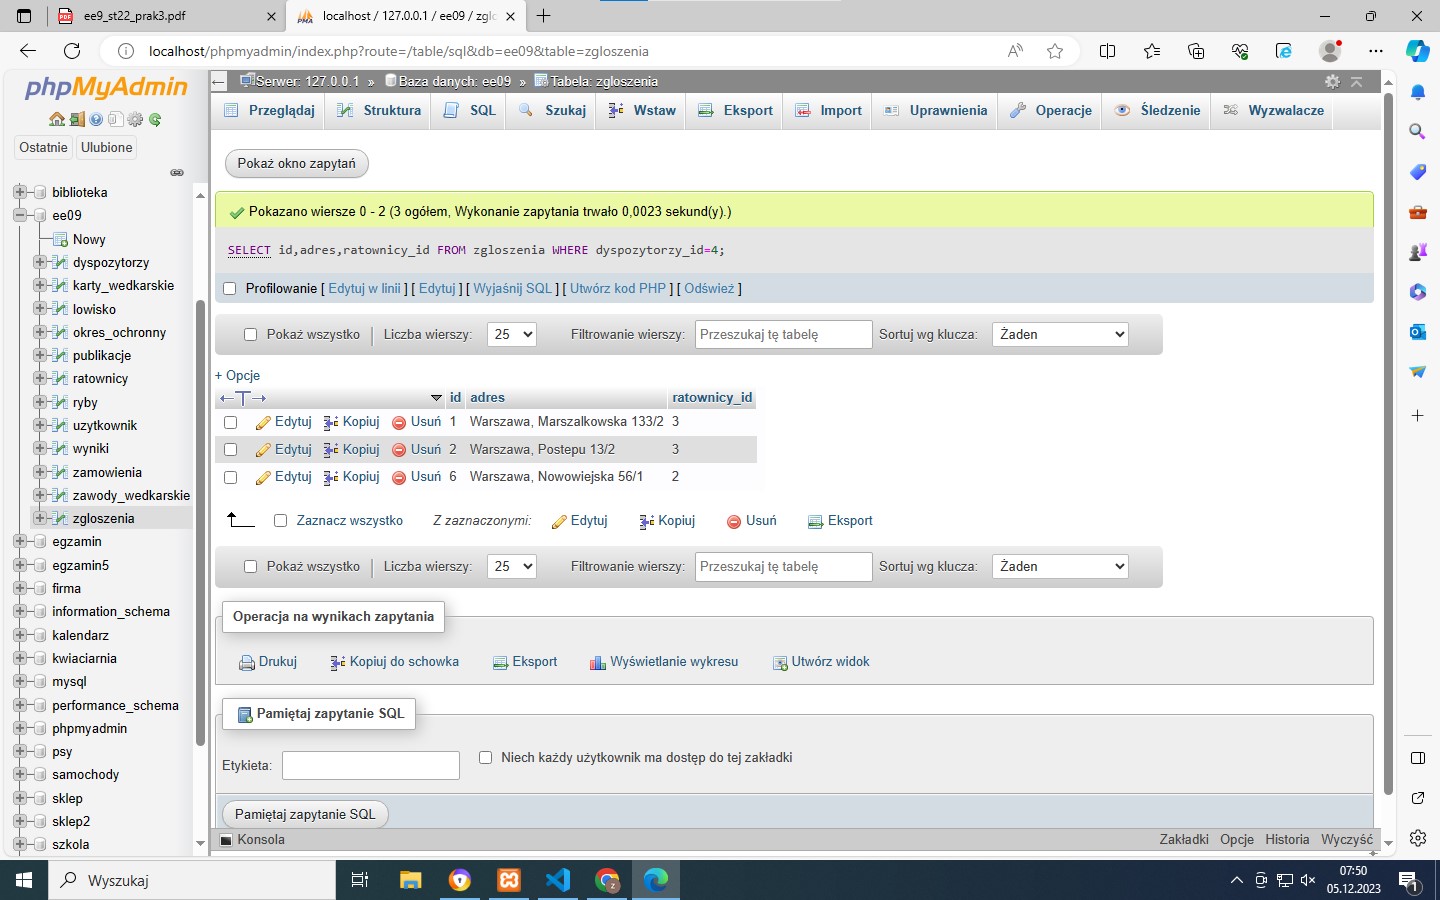 ee9_st22_prak3.pdf
localhost / 127.0.0.1 / ee09 / zglo
localhost/phpmyadmin/index.php?route=/table/sql&db=ee09&table=zgloszenia
phpMyAdmin
Ostatnie Ulubione
biblioteka
ee09
Nowy
dyspozytorzy
karty_wedkarskie
lowisko
okres_ochronny
publikacje
ratownicy
ryby
uzytkownik
wyniki
zamowienia
zawody_wedkarskie
zgloszenia
egzamin
egzamin5
firma
information_schema
kalendarz
kwiaciarnia
mysql
performance_schema
phpmyadmin
psy
samochody
sklep
sklep2
szkola
Serwer: 127.0.0.1 » Baza danych: ee09 » Tabela: zgloszenia
Przeglądaj Struktura SQL Szukaj Wstaw Eksport Import Uprawnienia Operacje Śledzenie Wyzwalacze
Pokaż okno zapytań
Pokazano wiersze 0 - 2 (3 ogółem, Wykonanie zapytania trwało 0,0023 sekund(y).)
SELECT id,adres,ratownicy_id FROM zgloszenia WHERE dyspozytorzy_id=4;
Profilowanie [ Edytuj w linii ] [ Edytuj ] [ Wyjaśnij SQL ] [ Utwórz kod PHP ] [ Odśwież ]
Pokaż wszystko Liczba wierszy: 25 Filtrowanie wierszy: Przeszukaj tę tabelę Sortuj wg klucza: Żaden
+ Opcje
←T→ id adres ratownicy_id
Edytuj Kopiuj Usuń 1 Warszawa, Marszalkowska 133/2 3
Edytuj Kopiuj Usuń 2 Warszawa, Postepu 13/2 3
Edytuj Kopiuj Usuń 6 Warszawa, Nowowiejska 56/1 2
Zaznacz wszystko Z zaznaczonymi: Edytuj Kopiuj Usuń Eksport
Pokaż wszystko Liczba wierszy: 25 Filtrowanie wierszy: Przeszukaj tę tabelę Sortuj wg klucza: Żaden
Operacja na wynikach zapytania
Drukuj Kopiuj do schowka Eksport Wyświetlanie wykresu Utwórz widok
Pamiętaj zapytanie SQL
Etykieta: Niech każdy użytkownik ma dostęp do tej zakładki
Pamiętaj zapytanie SQL
Konsola Zakładki Opcje Historia Wyczyść
Wyszukaj
07:50
05.12.2023
1